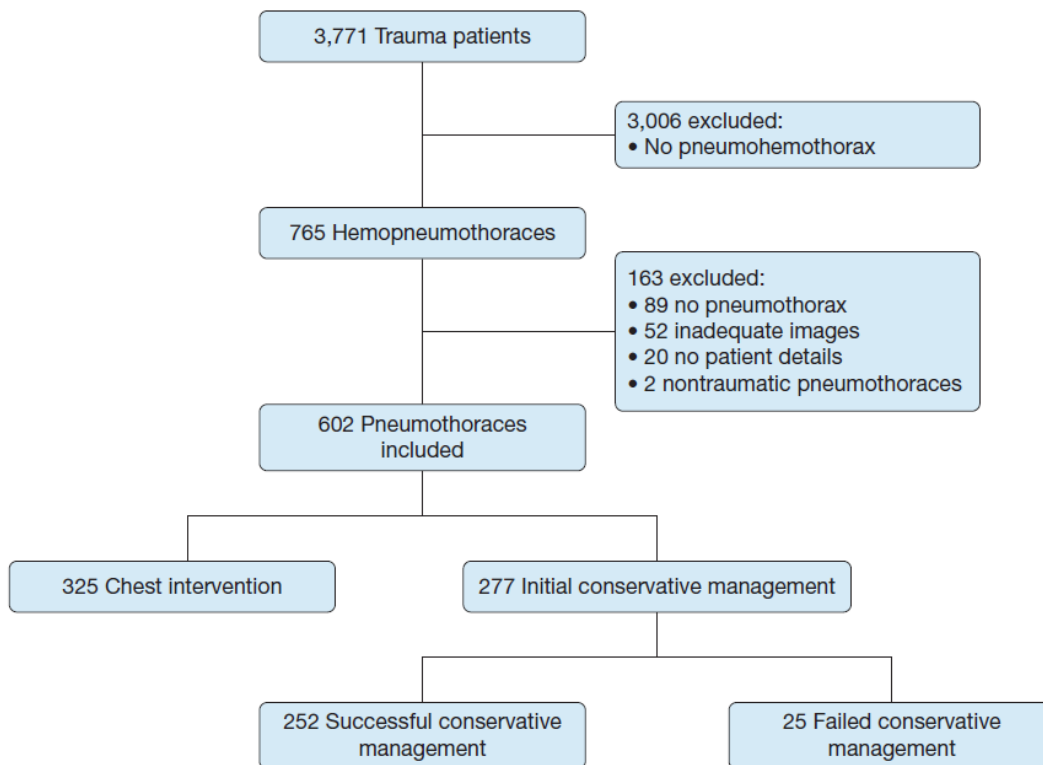 3,771 Trauma patients
3,006 excluded:
• No pneumohemothorax
765 Hemopneumothoraces
163 excluded:
• 89 no pneumothorax
• 52 inadequate images
• 20 no patient details
• 2 nontraumatic pneumothoraces
602 Pneumothoraces
included
325 Chest intervention
277 Initial conservative management
252 Successful conservative
management
25 Failed conservative
management